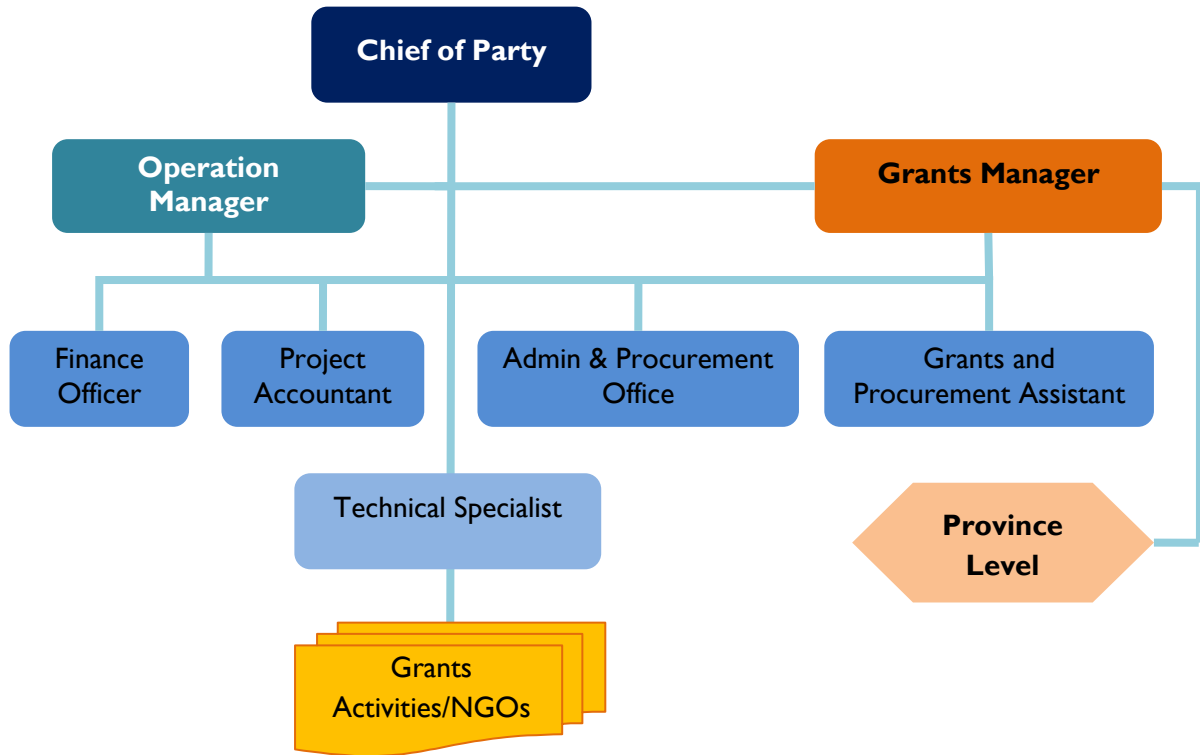 Chief of Party
Operation
Manager
Grants Manager
Finance
Officer
Project
Accountant
Admin & Procurement
Office
Grants and
Procurement Assistant
Technical Specialist
Province
Level
Grants
Activities/NGOs